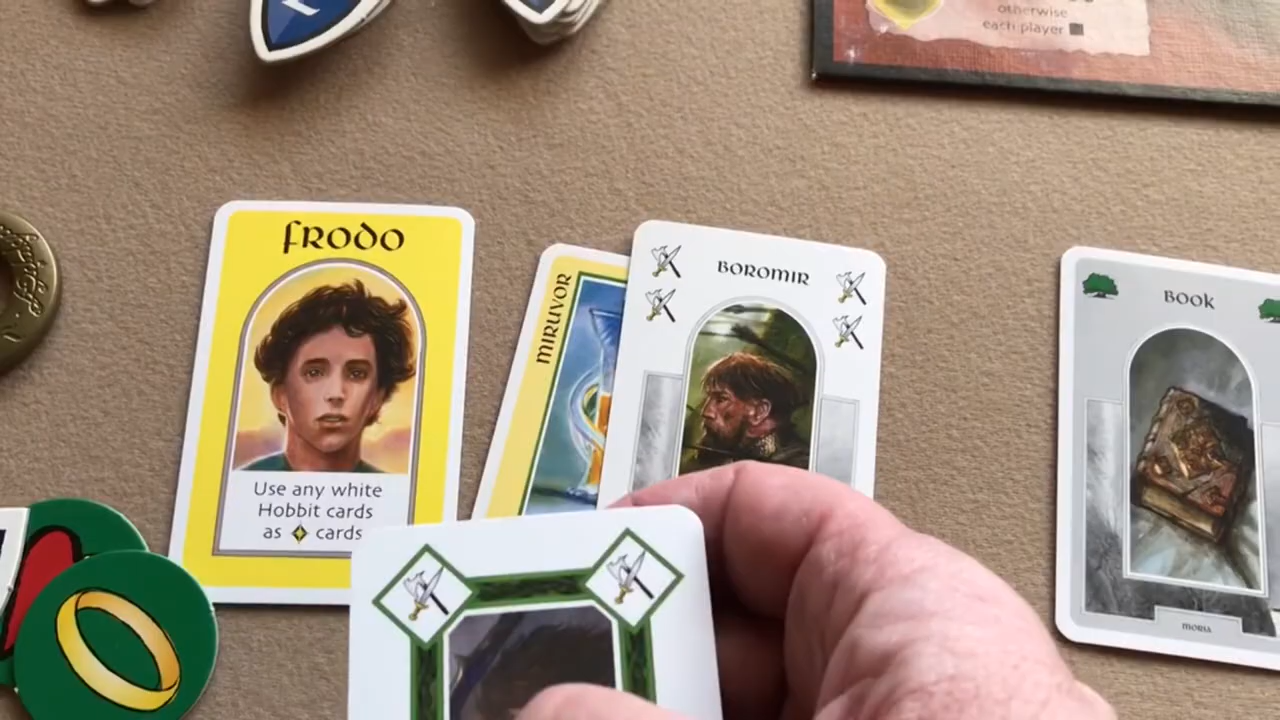 otherwise
each player
FRODO
Use any white
Hobbit cards
as cards
MIRUVOR
BOROMIR
BOOK
MORIA